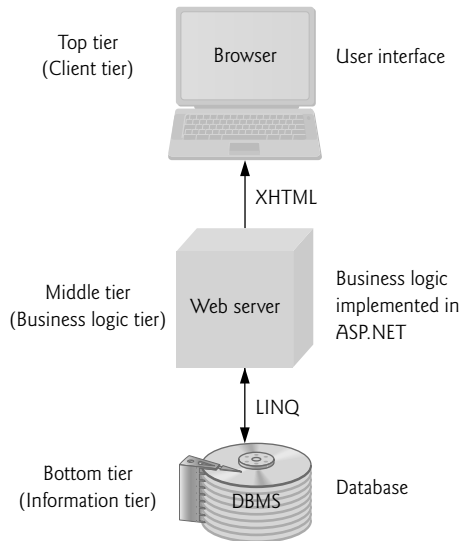 Top tier
(Client tier)
Browser
User interface
XHTML
Middle tier
(Business logic tier)
Web server
Business logic
implemented in
ASP.NET
LINQ
Bottom tier
(Information tier)
DBMS
Database